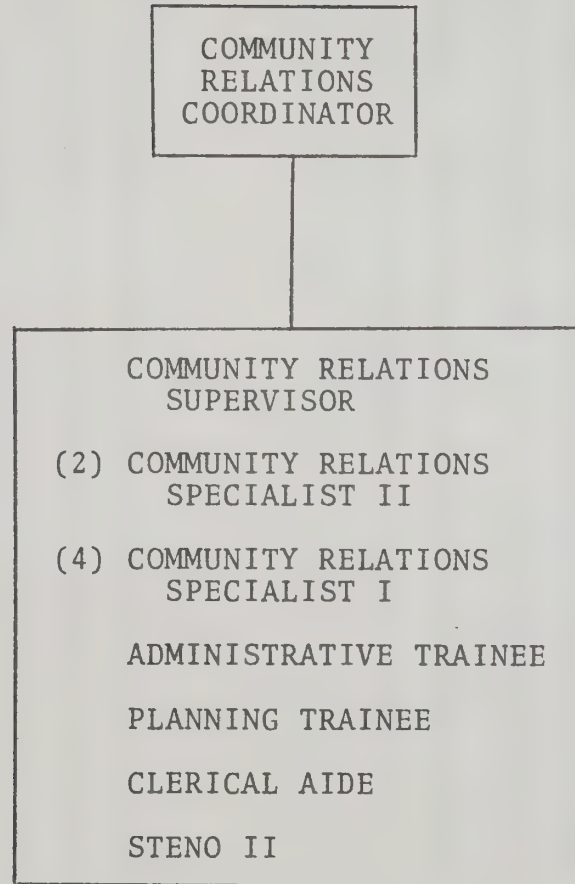 COMMUNITY
RELATIONS
COORDINATOR
COMMUNITY RELATIONS
SUPERVISOR
(2) COMMUNITY RELATIONS
SPECIALIST II
(4) COMMUNITY RELATIONS
SPECIALIST I
ADMINISTRATIVE TRAINEE
PLANNING TRAINEE
CLERICAL AIDE
STENO II